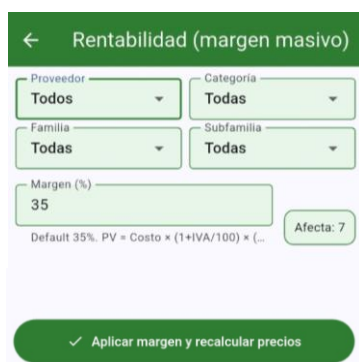 Rentabilidad (margen masivo)
Proveedor
Todos
Categoría
Todas
Familia
Todas
Subfamilia
Todas
Margen (%)
35
Default 35%. PV = Costo × (1+IVA/100) × (...
Afecta: 7
Aplicar margen y recalcular precios